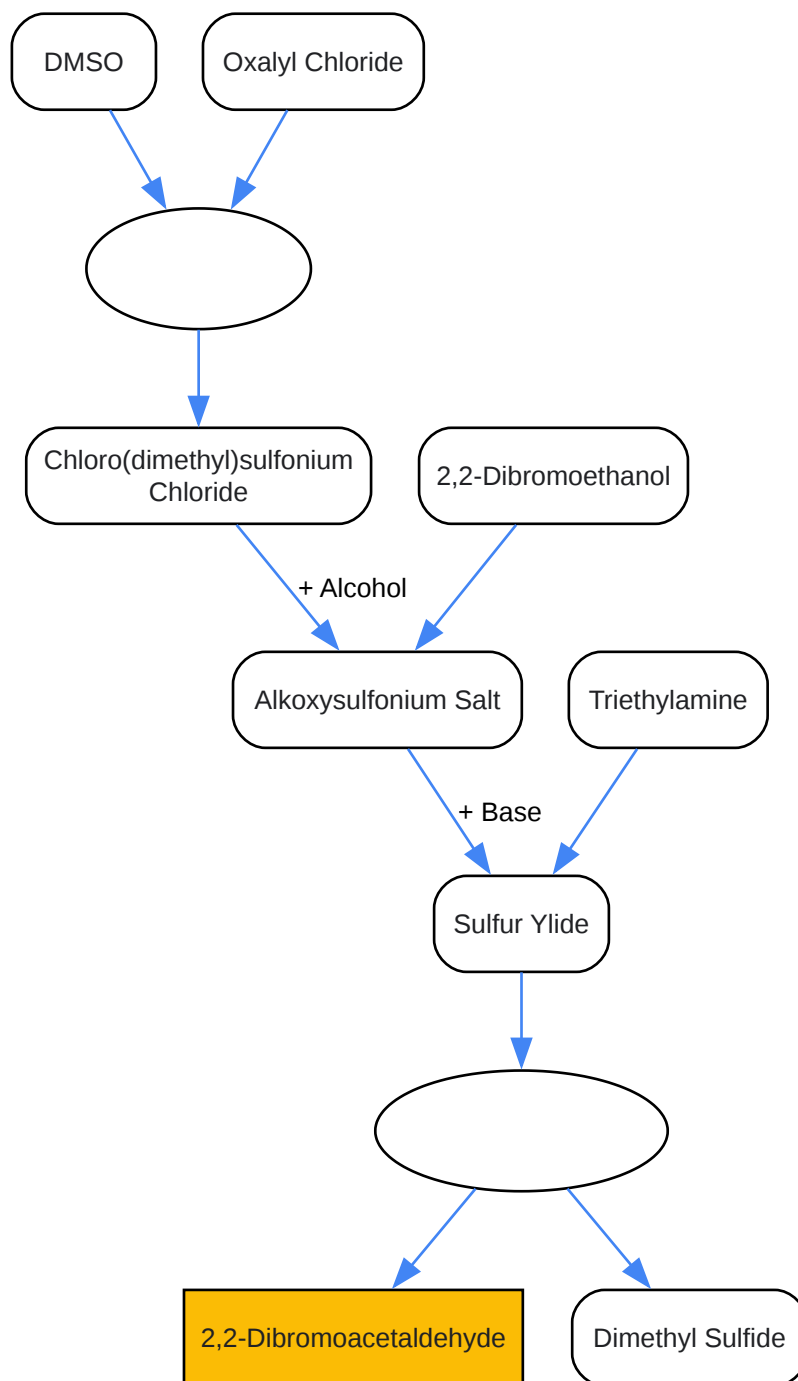 DMSO
Oxalyl Chloride
Chloro(dimethyl)sulfonium
Chloride
2,2-Dibromoethanol
+ Alcohol
Alkoxysulfonium Salt
Triethylamine
+ Base
Sulfur Ylide
2,2-Dibromoacetaldehyde
Dimethyl Sulfide